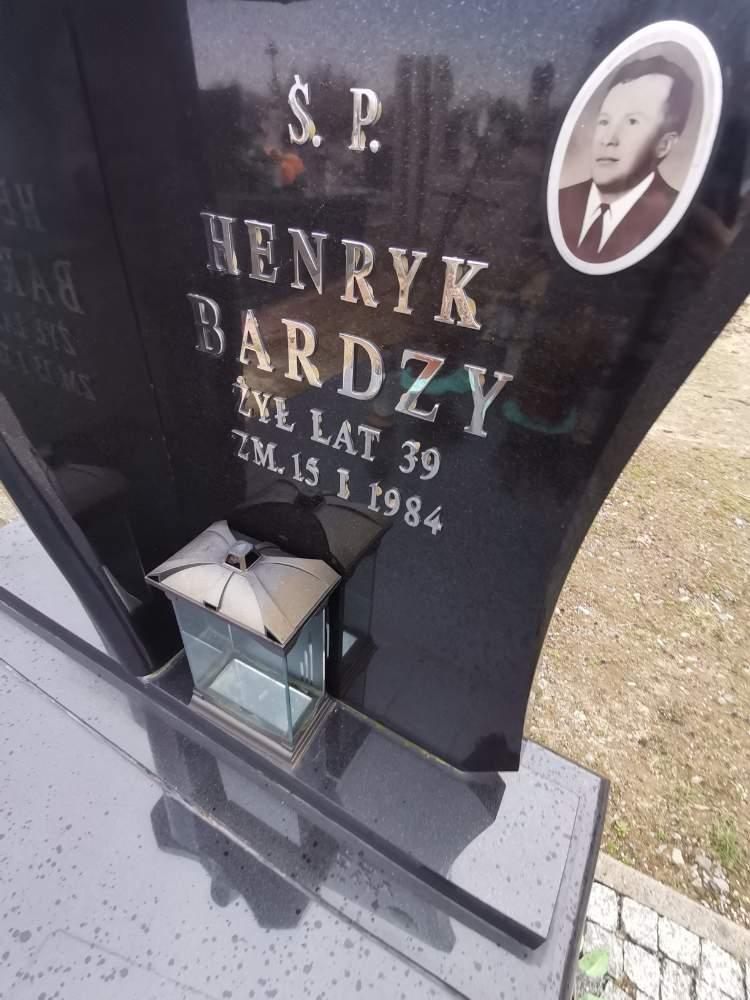 Ś. P.
HENRYK
BARDZY
ŻYŁ LAT 39
ZM. 15 I 1984